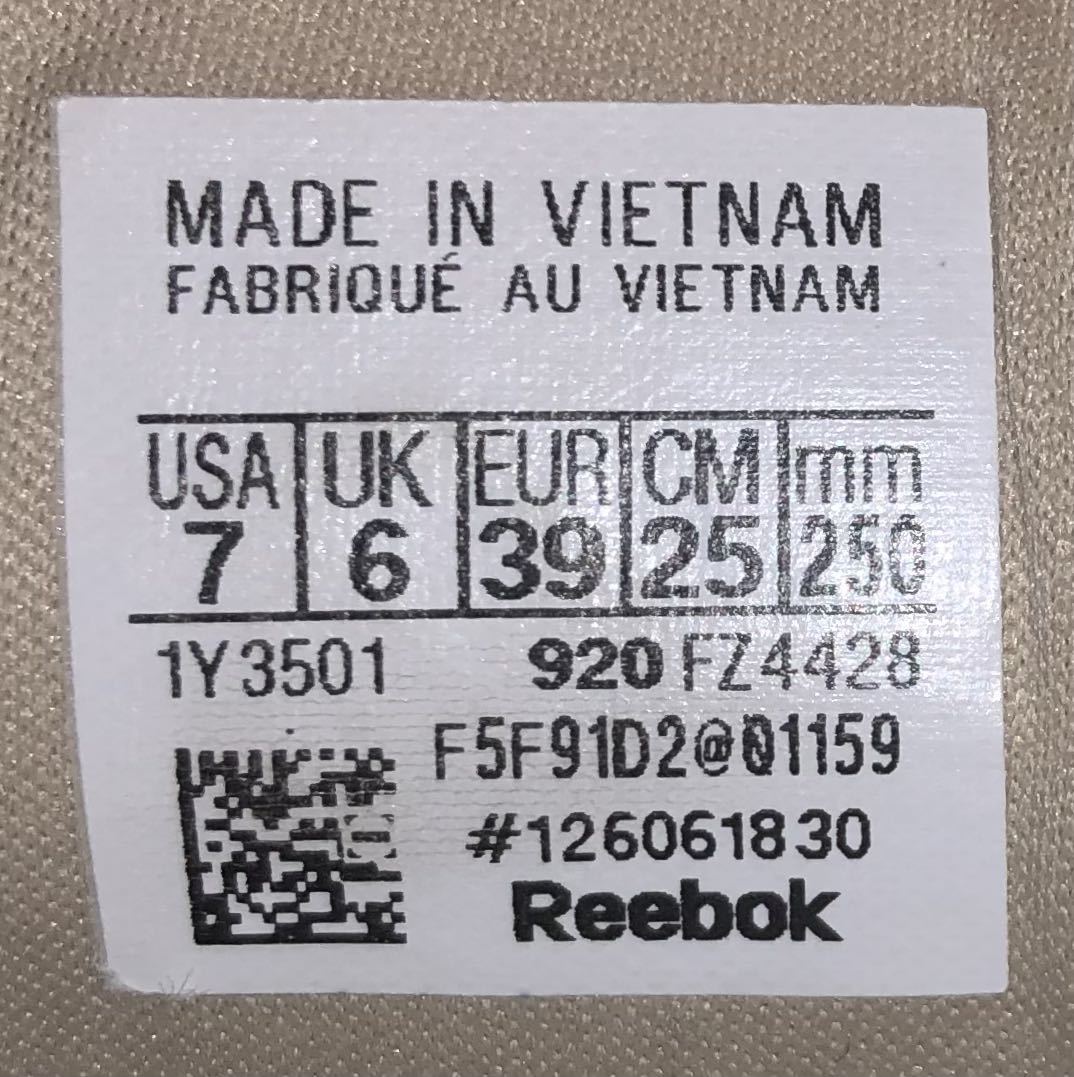 MADE IN VIETNAM
FABRIQUÉ AU VIETNAM
USA UK EUR CM mm
7 6 39 25 250
1Y3501 920 FZ4428
F5F91D2@01159
#126061830
Reebok